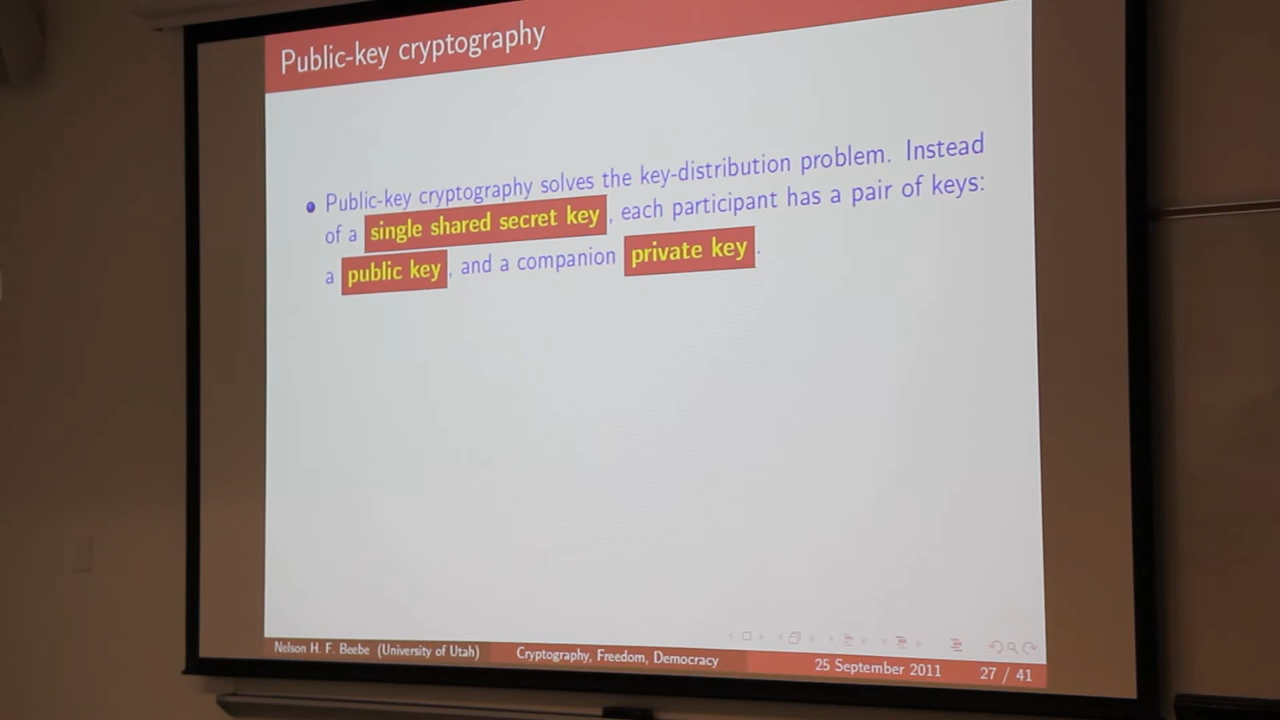 Public-key cryptography
Public-key cryptography solves the key-distribution problem. Instead
of a single shared secret key, each participant has a pair of keys:
a public key, and a companion private key.
Nelson H. F. Beebe (University of Utah)
Cryptography, Freedom, Democracy
25 September 2011
27 / 41